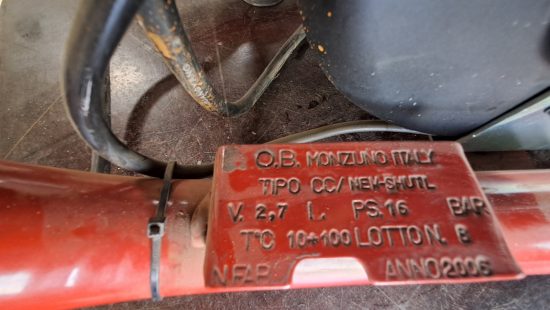 O.B. MONZUNO ITALY
TIPO CC/NEW-SHUTL
V. 2,7 L. PS.16 BAR
T°C 10+100 LOTTO N. B
N FAB. ANNO 2006